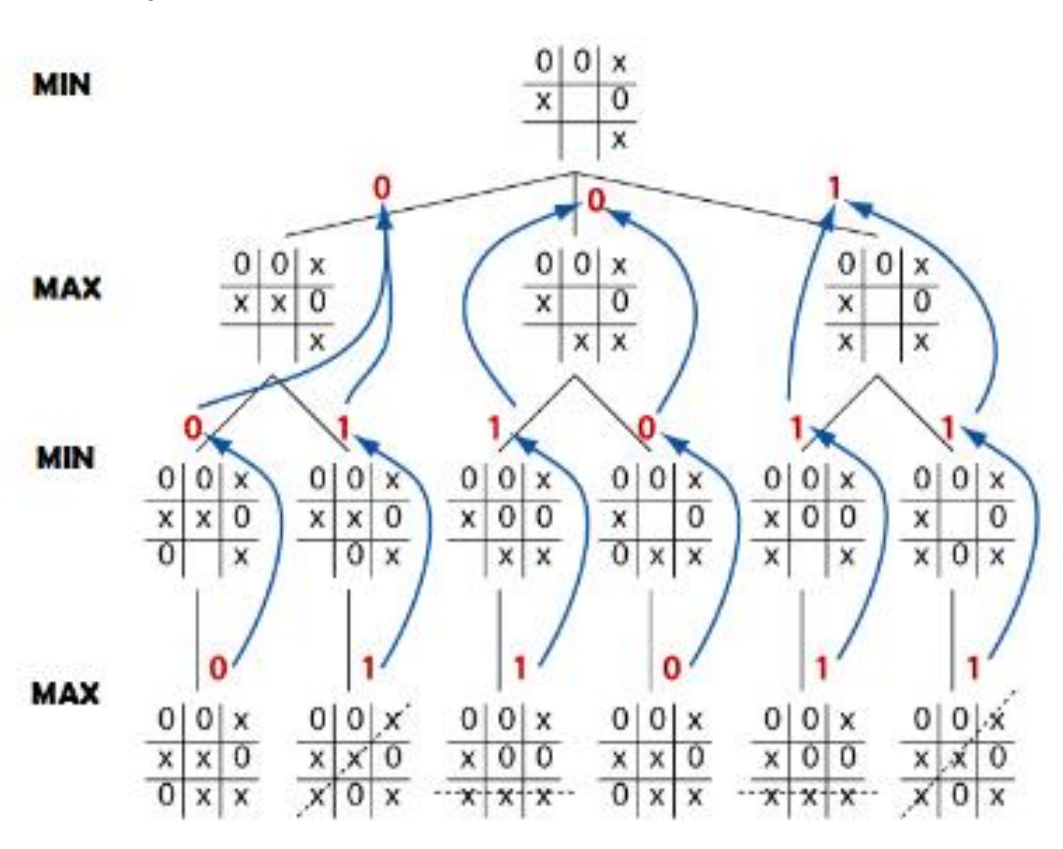 MIN
0 0 x
x 0
x
0 0 1
MAX
0 0 x 0 0 x 0 0 x
x x 0 x 0 x 0
x x x x x
0 1 1 0 1 1
MIN
0 0 x 0 0 x 0 0 x 0 0 x 0 0 x 0 0 x
x x 0 x x 0 x 0 0 x 0 x 0 0 x 0
0 x 0 x x x 0 x x x x x 0 x
0 1 1 0 1 1
MAX
0 0 x 0 0 x 0 0 x 0 0 x 0 0 x 0 0 x
x x 0 x x 0 x 0 0 x x 0 x 0 0 x x 0
0 x x x 0 x x x x 0 x x x x x x 0 x